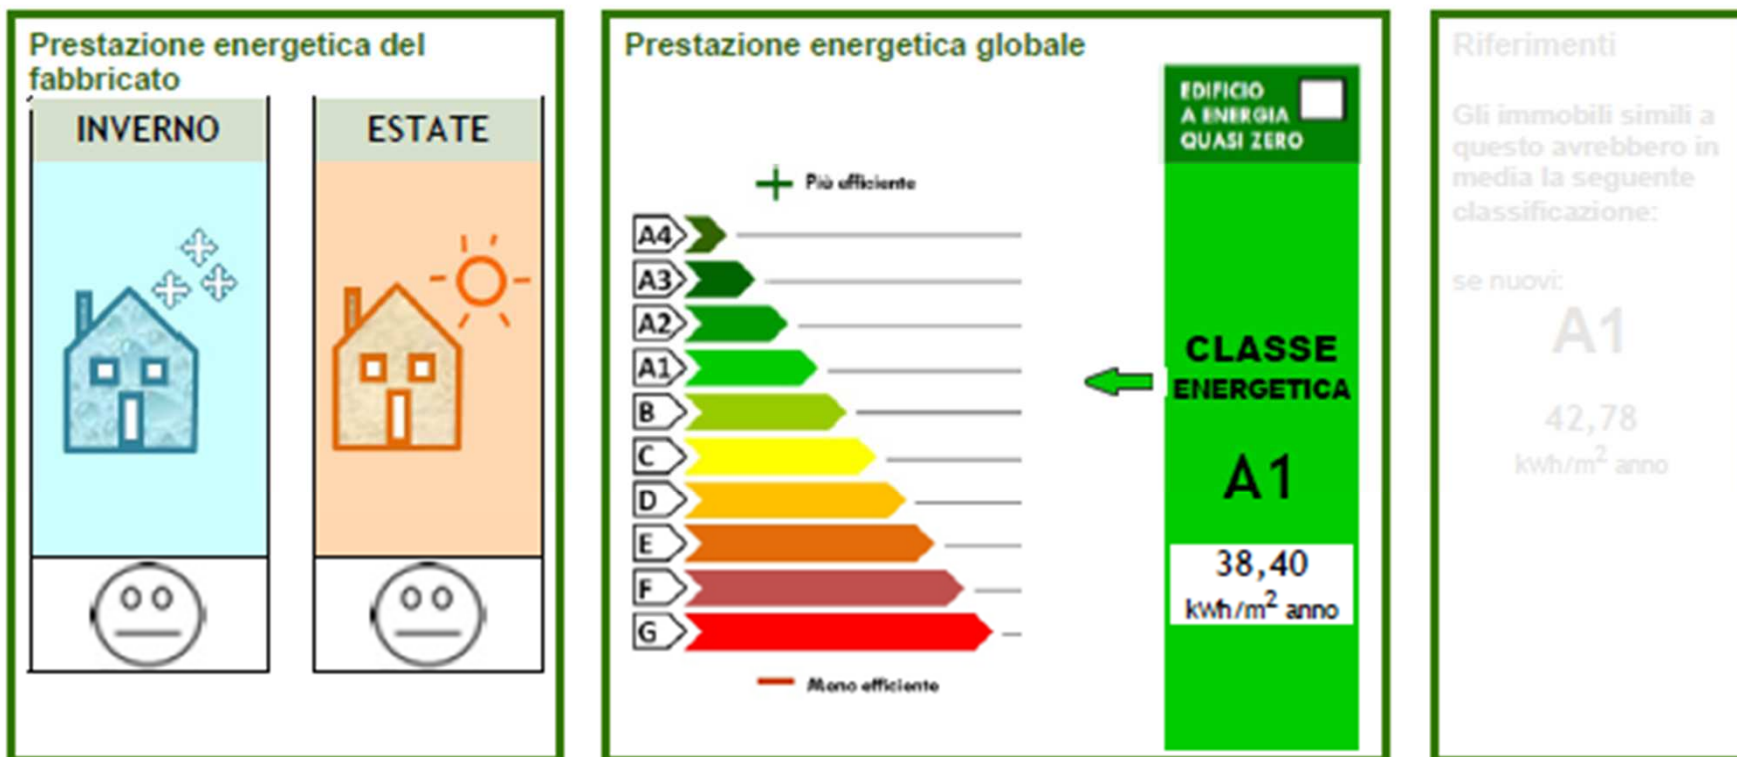 Prestazione energetica del
fabbricato
INVERNO
ESTATE
Prestazione energetica globale
EDIFICIO
A ENERGIA
QUASI ZERO
Più efficiente
A4
A3
A2
A1
B
C
D
E
F
G
Meno efficiente
CLASSE
ENERGETICA
A1
38,40
kWh/m² anno
Riferimenti
Gli immobili simili a
questo avrebbero in
media la seguente
classificazione:
se nuovi:
A1
42,78
kWh/m² anno